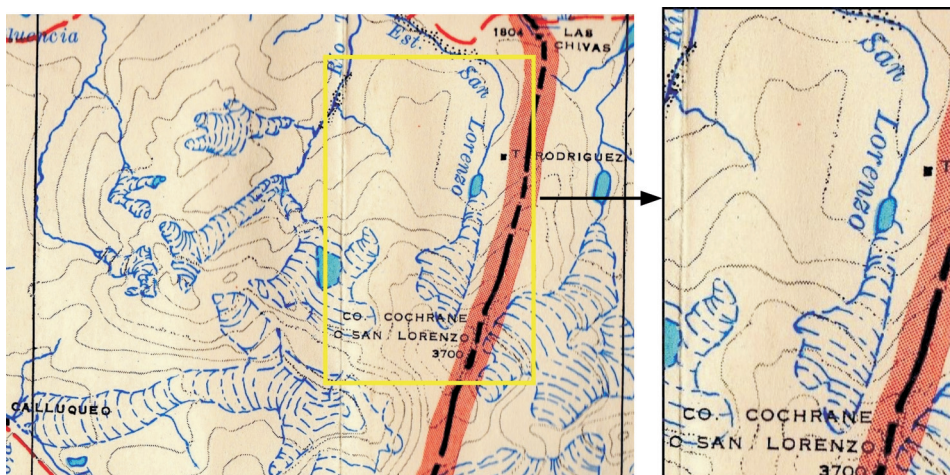 luencia
Est. San Lorenzo
1804
LAS
CHIVAS
T. RODRIGUEZ
CO. COCHRANE
O SAN LORENZO
3700
CALLUQUEO
San Lorenzo
CO. COCHRANE
O SAN LORENZO
3700